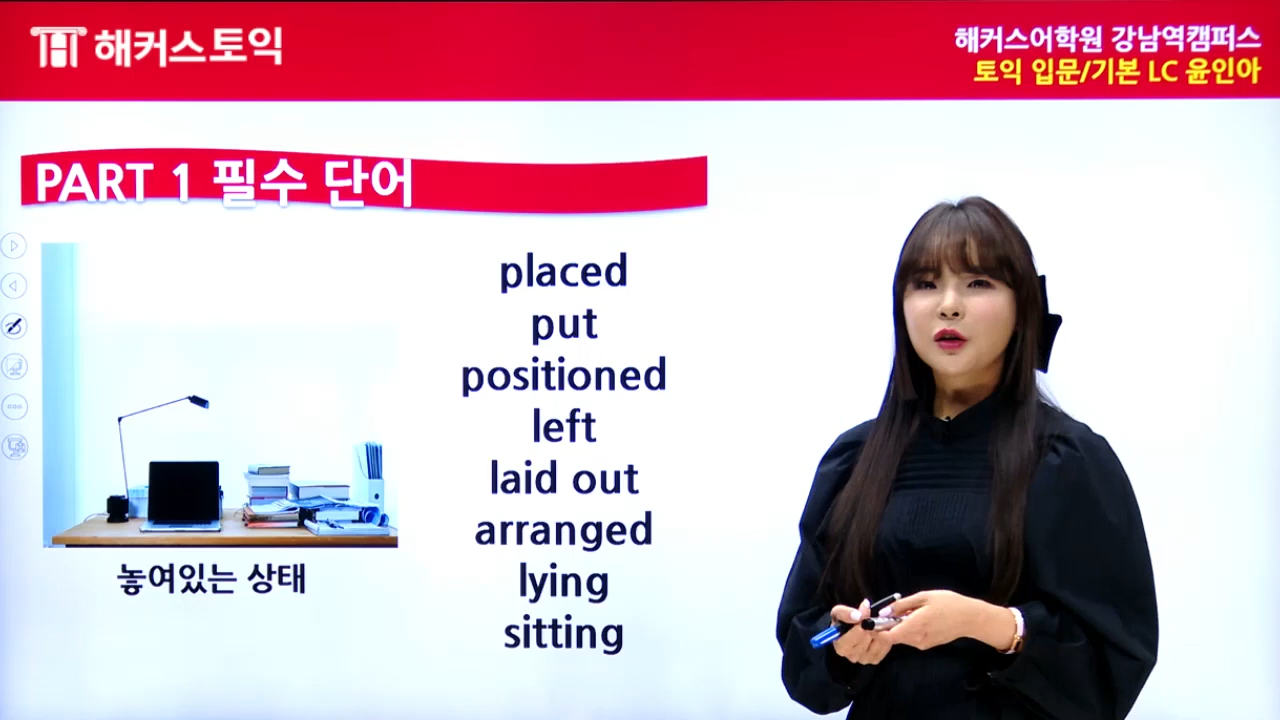 해커스토익
해커스어학원 강남역캠퍼스
토익 입문/기본 LC 윤인아
PART 1 필수 단어
placed
put
positioned
left
laid out
arranged
lying
sitting
놓여있는 상태